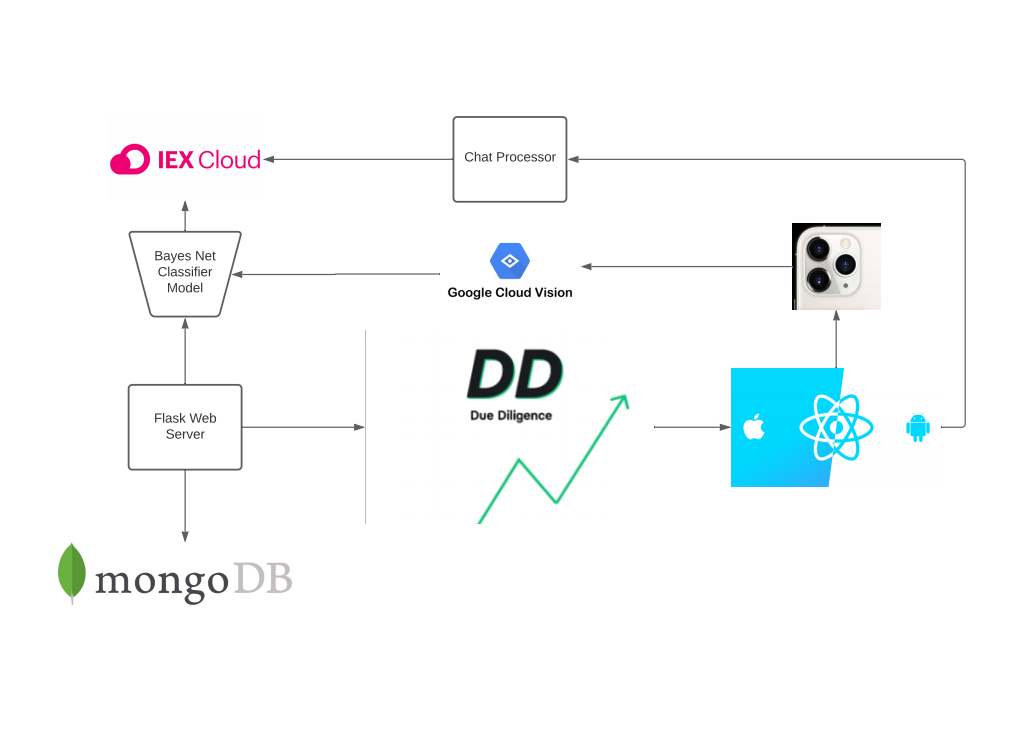 IEX Cloud
Chat Processor
Bayes Net
Classifier
Model
Google Cloud Vision
DD
Due Diligence
Flask Web
Server
mongoDB